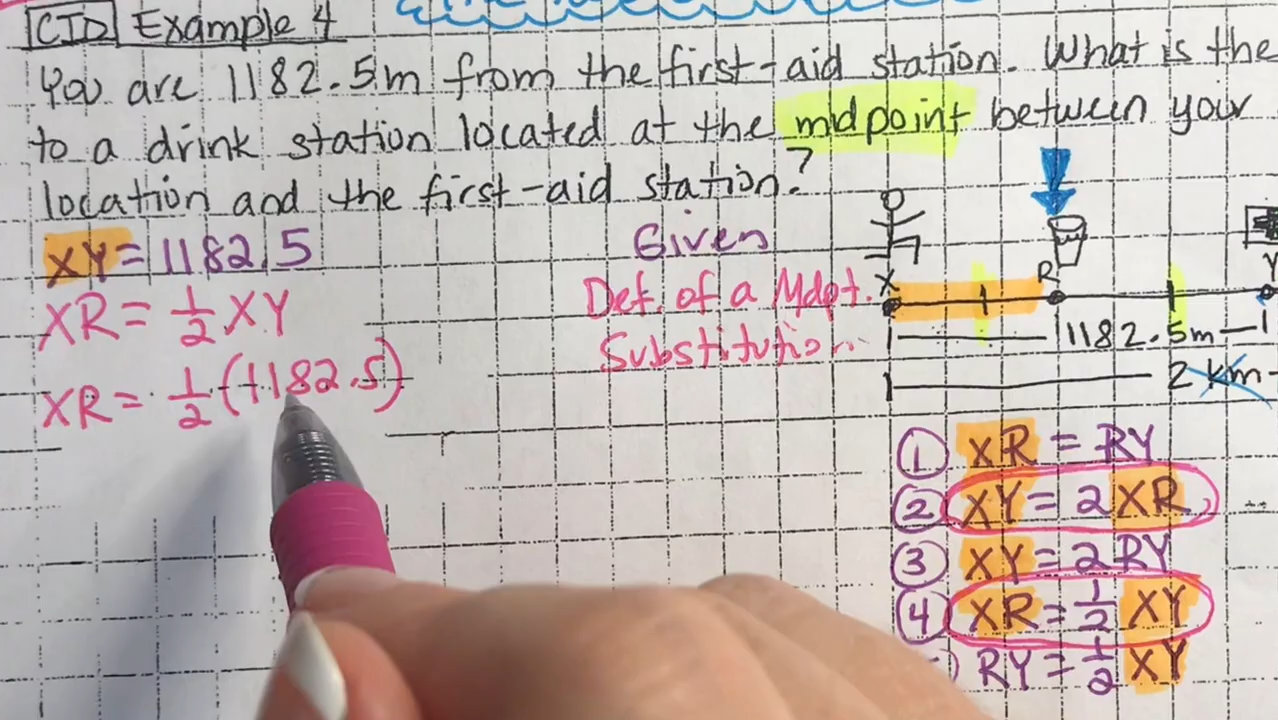 CTD Example 4
You are 1182.5m from the first-aid station. What is the
to a drink station located at the midpoint between your
location and the first-aid station?
XY = 1182.5 Given
XR = 1/2 XY Def. of a Mdpt.
XR = 1/2 (1182.5) Substitution
X R Y
1182.5m
2 km
① XR = RY
② XY = 2XR,
③ XY = 2RY
④ XR = 1/2 XY
RY = 1/2 XY